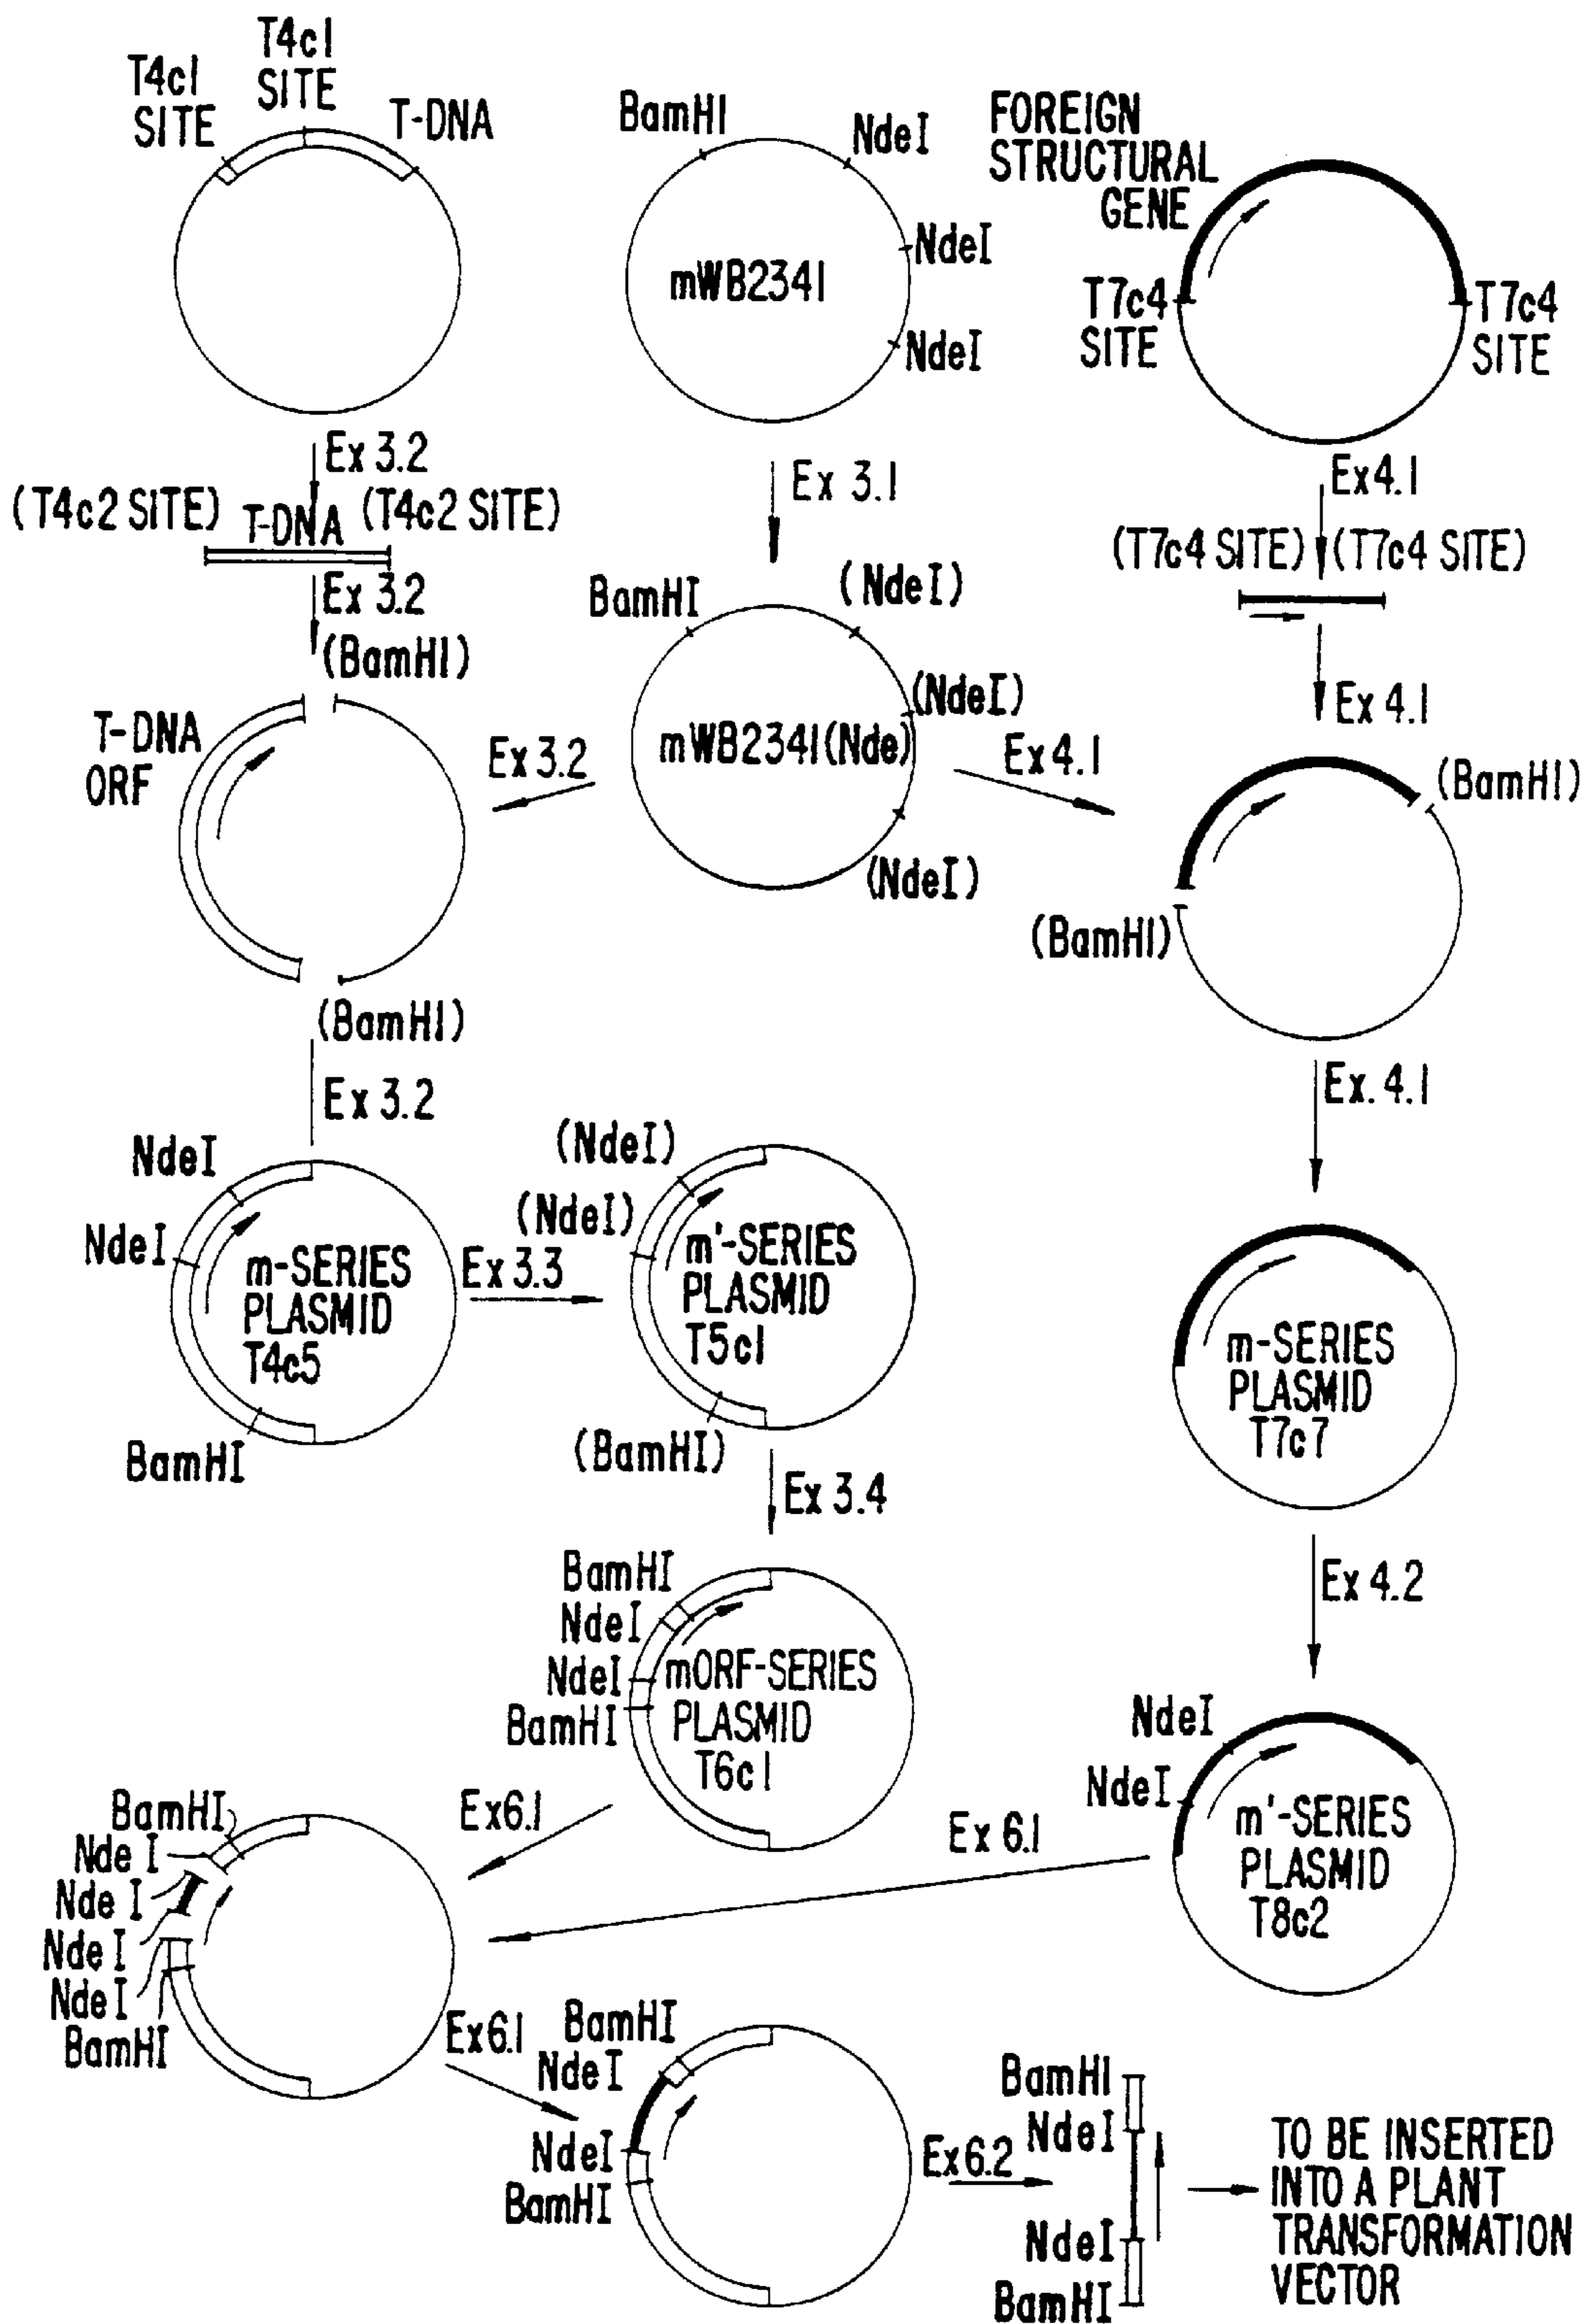 T4c1
SITE
T4c1
SITE
T-DNA
BamHI
NdeI
NdeI
NdeI
mWB2341
FOREIGN
STRUCTURAL
GENE
T7c4
SITE
T7c4
SITE
Ex 3.2
(T4c2 SITE) T-DNA (T4c2 SITE)
Ex 3.2
(BamHI)
Ex 3.1
BamHI
(NdeI)
(NdeI)
mWB2341(Nde)
(NdeI)
Ex4.1
(T7c4 SITE) (T7c4 SITE)
Ex 4.1
T-DNA
ORF
Ex3.2
Ex4.1
(BamHI)
(BamHI)
(BamHI)
Ex 3.2
Ex. 4.1
NdeI
NdeI
m-SERIES
PLASMID
T4c5
BamHI
Ex3.3
(NdeI)
(NdeI)
m'-SERIES
PLASMID
T5c1
(BamHI)
m-SERIES
PLASMID
T7c7
Ex 3.4
Ex 4.2
BamHI
NdeI
NdeI
BamHI
mORF-SERIES
PLASMID
T6c1
NdeI
NdeI
m'-SERIES
PLASMID
T8c2
Ex6.1
Ex 6.1
BamHI
Nde I
Nde I
Nde I
NdeI
BamHI
Ex6.1
BamHI
NdeI
NdeI
BamHI
Ex6.2
BamHI
NdeI
NdeI
BamHI
TO BE INSERTED
INTO A PLANT
TRANSFORMATION
VECTOR